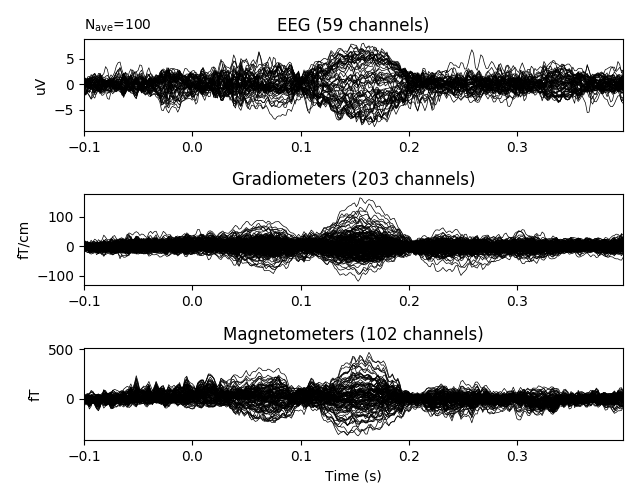 Nave=100
EEG (59 channels)
uV
5
0
−5
−0.1 0.0 0.1 0.2 0.3
Gradiometers (203 channels)
fT/cm
100
0
−100
−0.1 0.0 0.1 0.2 0.3
Magnetometers (102 channels)
fT
500
0
−0.1 0.0 0.1 0.2 0.3
Time (s)